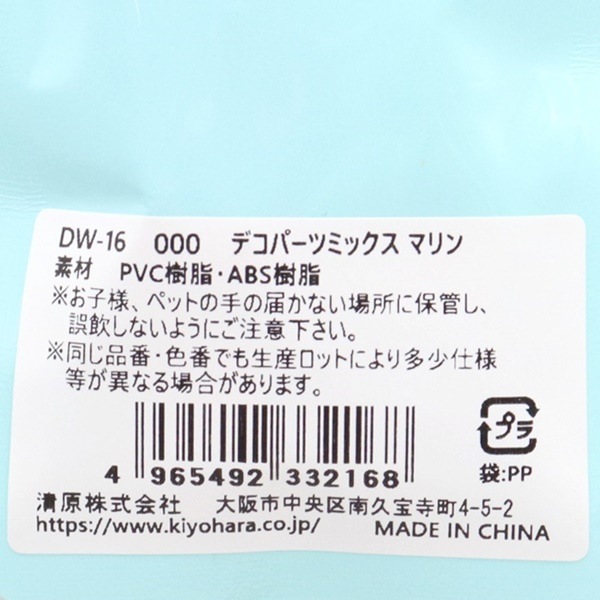 DW-16 000 デコパーツミックス マリン
素材 PVC樹脂・ABS樹脂
※お子様、ペットの手の届かない場所に保管し、
誤飲しないようにご注意下さい。
※同じ品番・色番でも生産ロットにより多少仕様
等が異なる場合があります。
プラ
4 965492 332168
袋:PP
清原株式会社 大阪市中央区南久宝寺町4-5-2
https://www.kiyohara.co.jp/ MADE IN CHINA